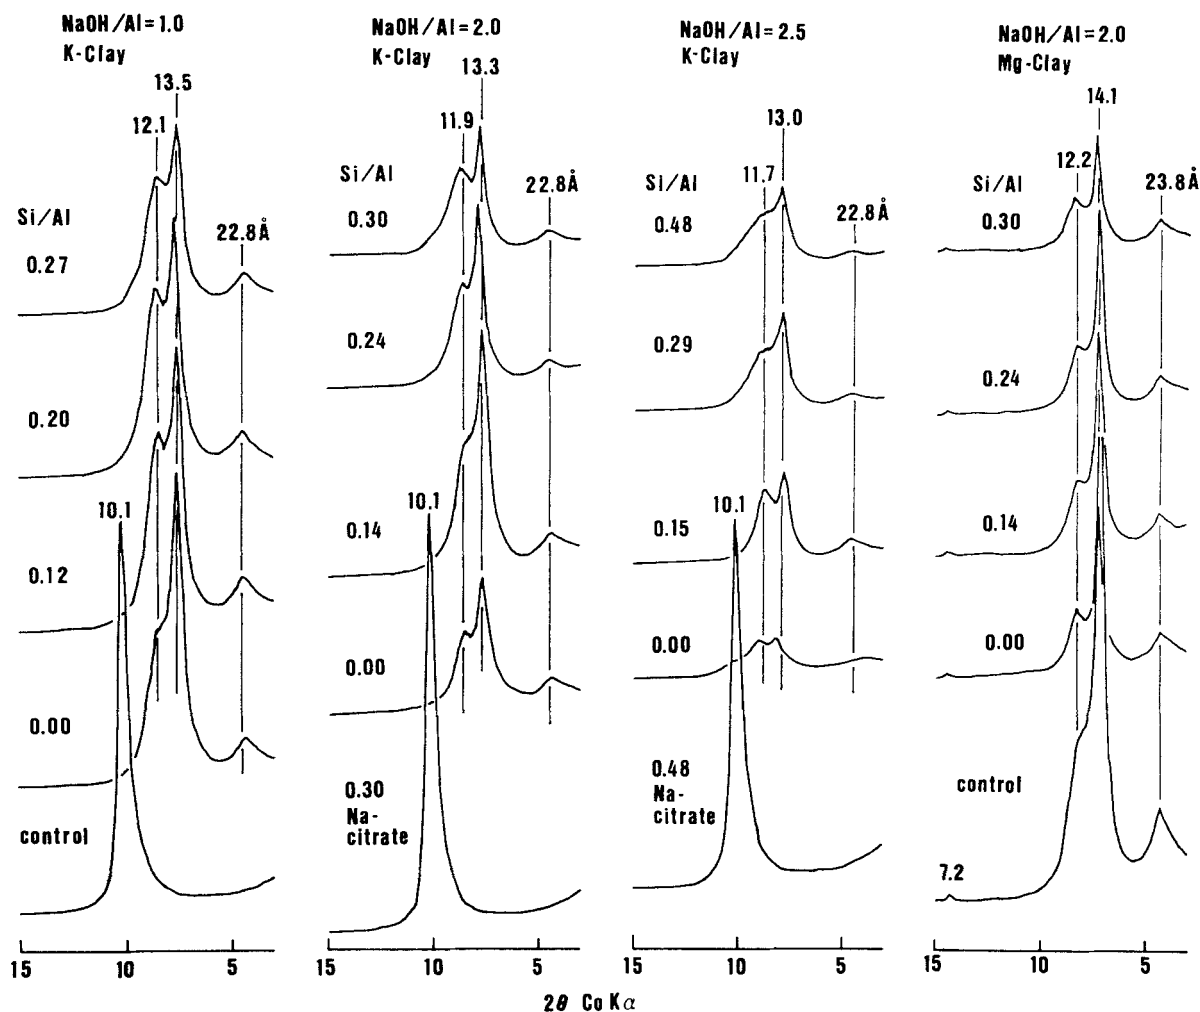 NaOH/Al=1.0
K-Clay
13.5
12.1
Si/Al
22.8Å
0.27
0.20
10.1
0.12
0.00
control
15 10 5
NaOH/Al=2.0
K-Clay
13.3
11.9
Si/Al
22.8Å
0.30
0.24
10.1
0.14
0.00
0.30
Na-
citrate
15 10 5
NaOH/Al=2.5
K-Clay
13.0
11.7
Si/Al
22.8Å
0.48
0.29
10.1
0.15
0.00
0.48
Na-
citrate
15 10 5
NaOH/Al=2.0
Mg-Clay
14.1
12.2
Si/Al
23.8Å
0.30
0.24
0.14
0.00
control
7.2
15 10 5
2θ CoKα